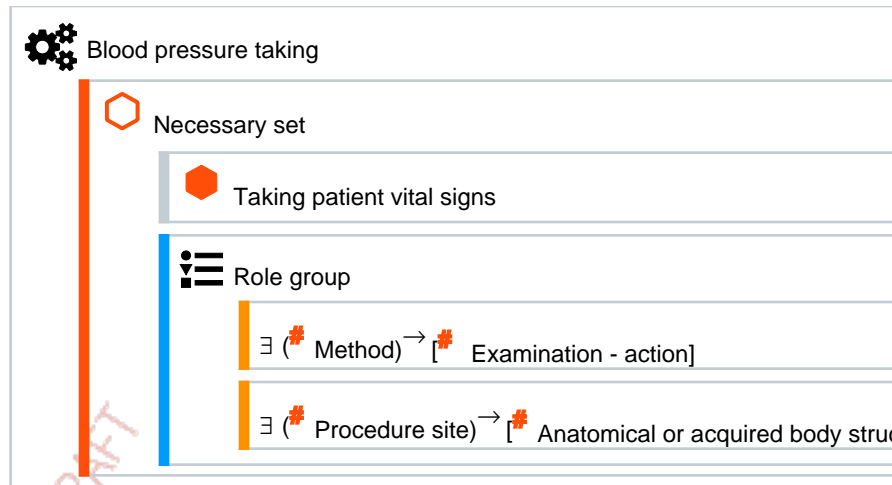 Blood pressure taking
Necessary set
Taking patient vital signs
Role group
∃ (# Method)→[# Examination - action]
∃ (# Procedure site)→[# Anatomical or acquired body struc